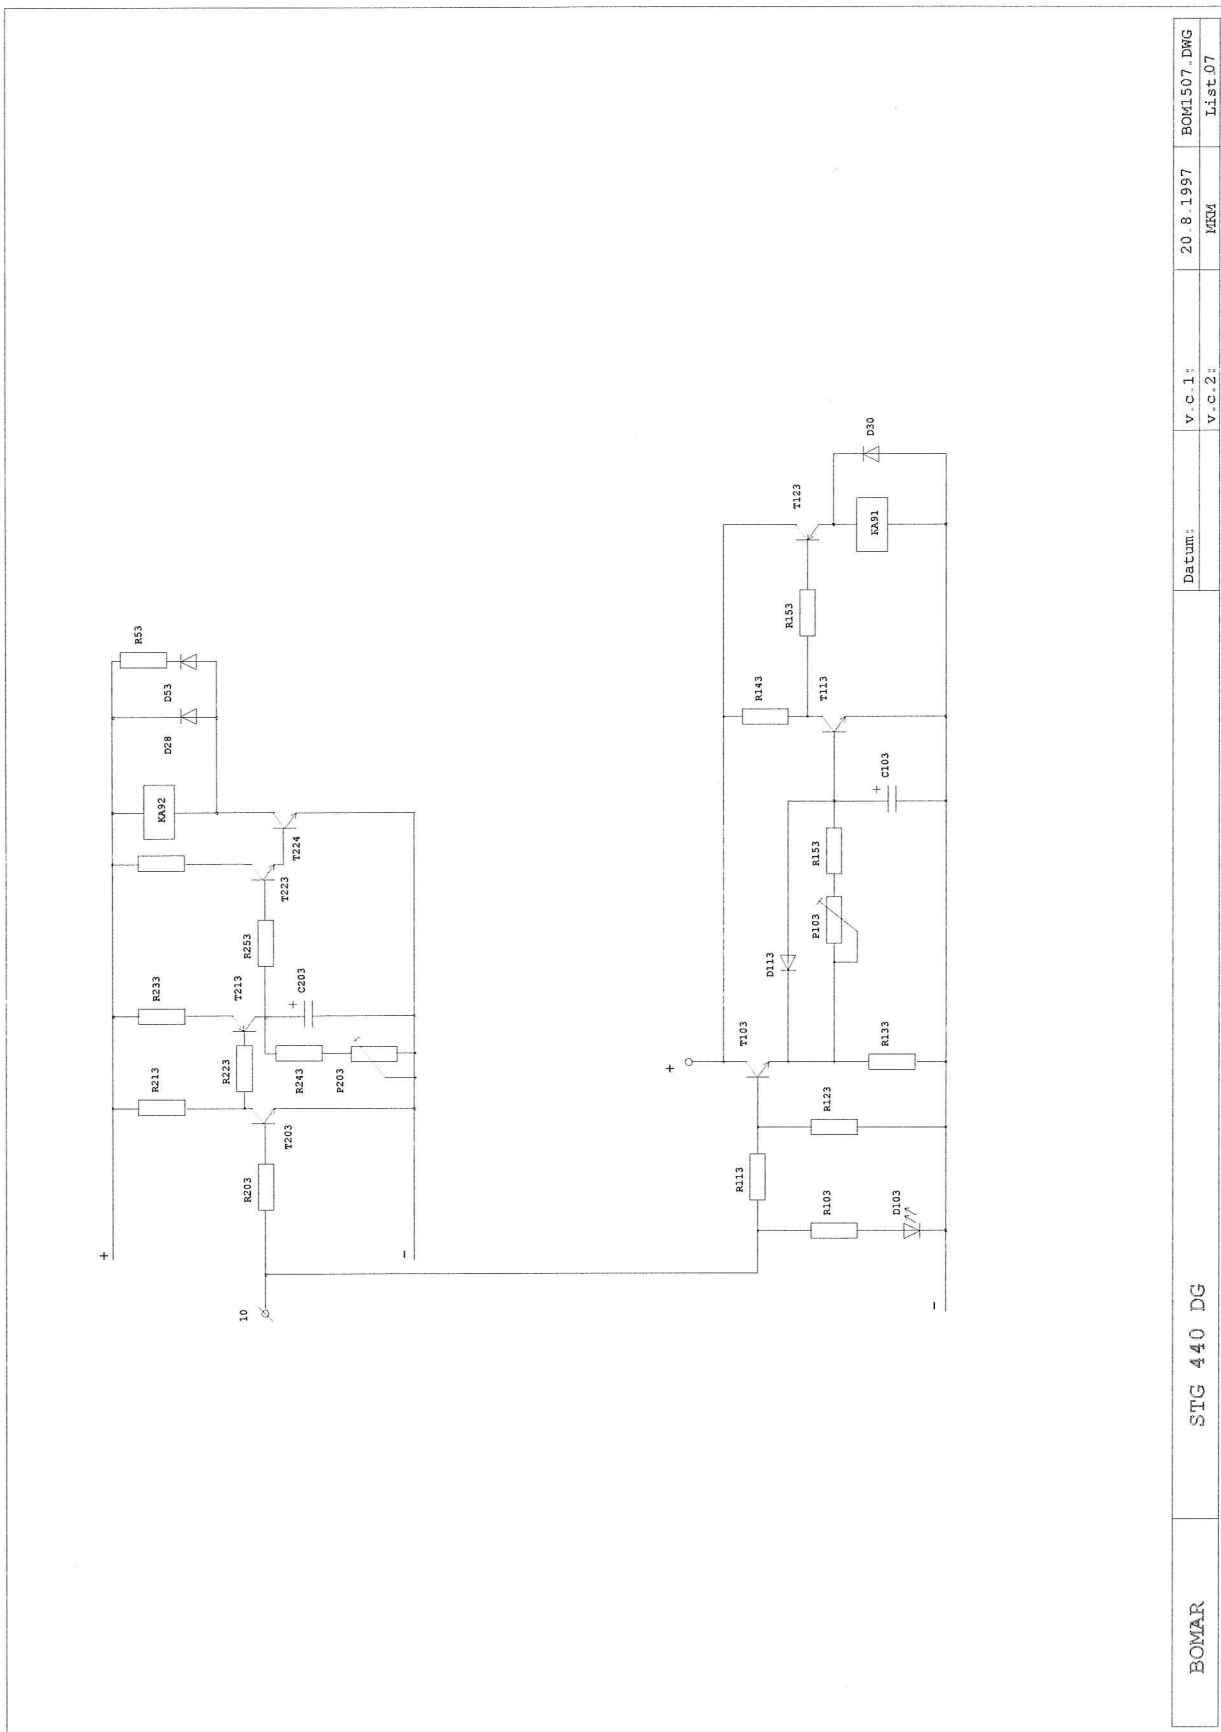 R53
D53
D28
KA92
T224
T223
R253
R233
T213
+
C203
R213
R223
R243
P203
T203
R203
+
-
10
D30
T123
KA91
R153
R143
T113
+
C103
R153
P103
D113
T103
+
R133
R123
R113
R103
D103
-
BOMAR
STG 440 DG
Datum:
v.c.1:
20.8.1997
BOM1507.DWG
v.c.2:
MKM
List:07